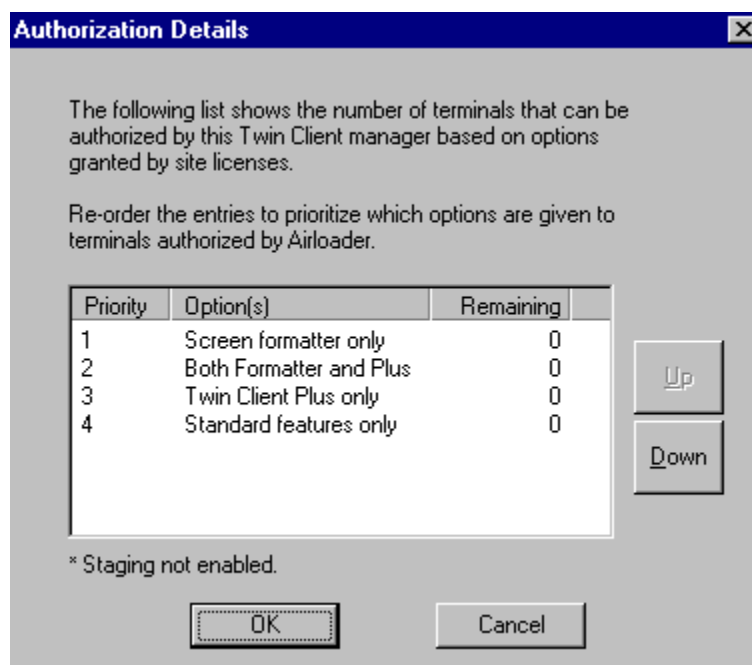 Authorization Details
The following list shows the number of terminals that can be
authorized by this Twin Client manager based on options
granted by site licenses.
Re-order the entries to prioritize which options are given to
terminals authorized by Airloader.
Priority Option(s) Remaining
1 Screen formatter only 0
2 Both Formatter and Plus 0
3 Twin Client Plus only 0
4 Standard features only 0
Up
Down
* Staging not enabled.
OK Cancel